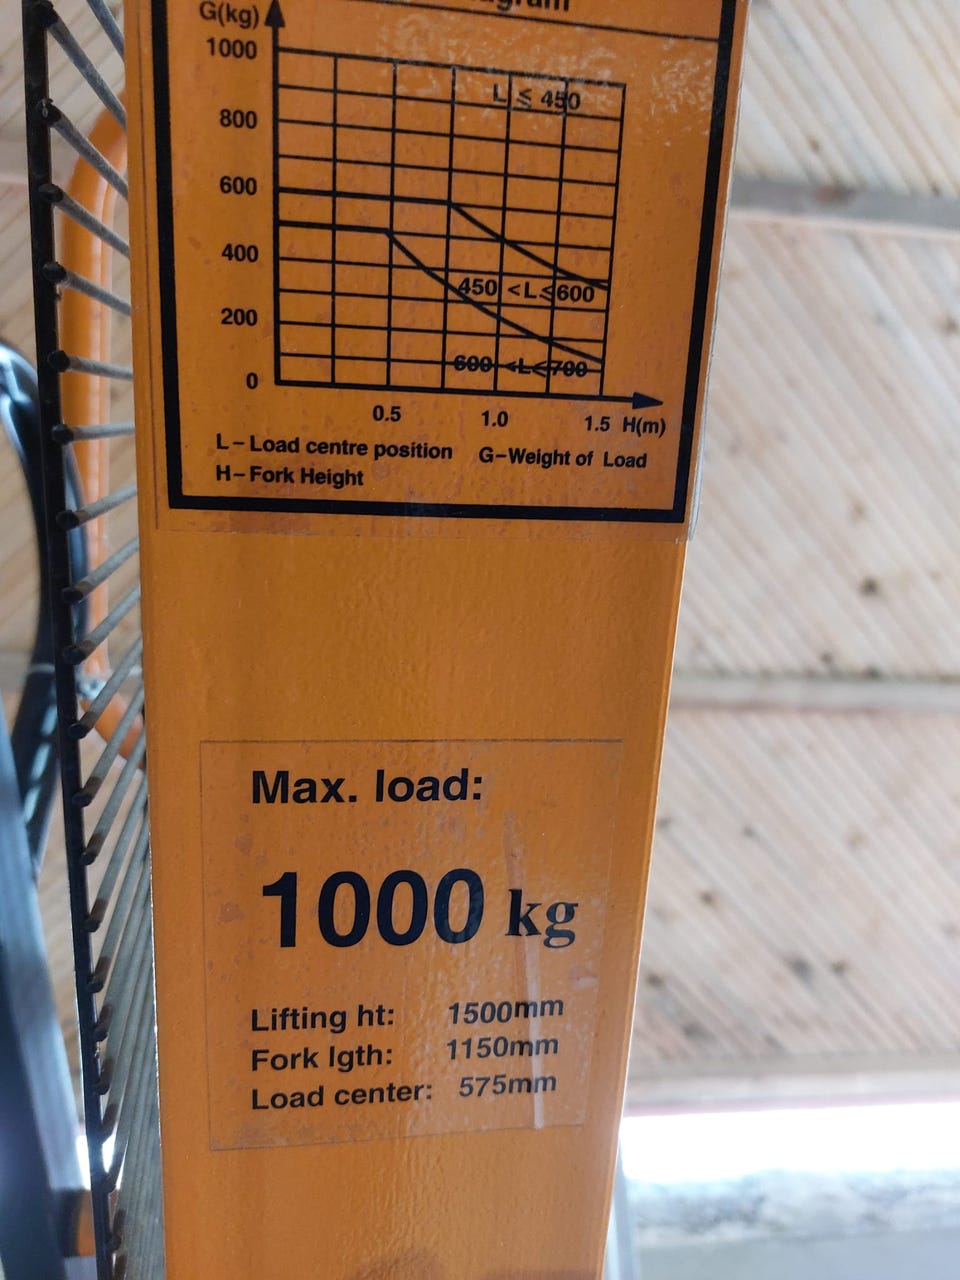 G(kg)
1000
L ≤ 450
800
600
400
450 <L≤600
200
600 <L≤700
0
0.5 1.0 1.5 H(m)
L–Load centre position G–Weight of Load
H–Fork Height
Max. load:
1000 kg
Lifting ht: 1500mm
Fork lgth: 1150mm
Load center: 575mm